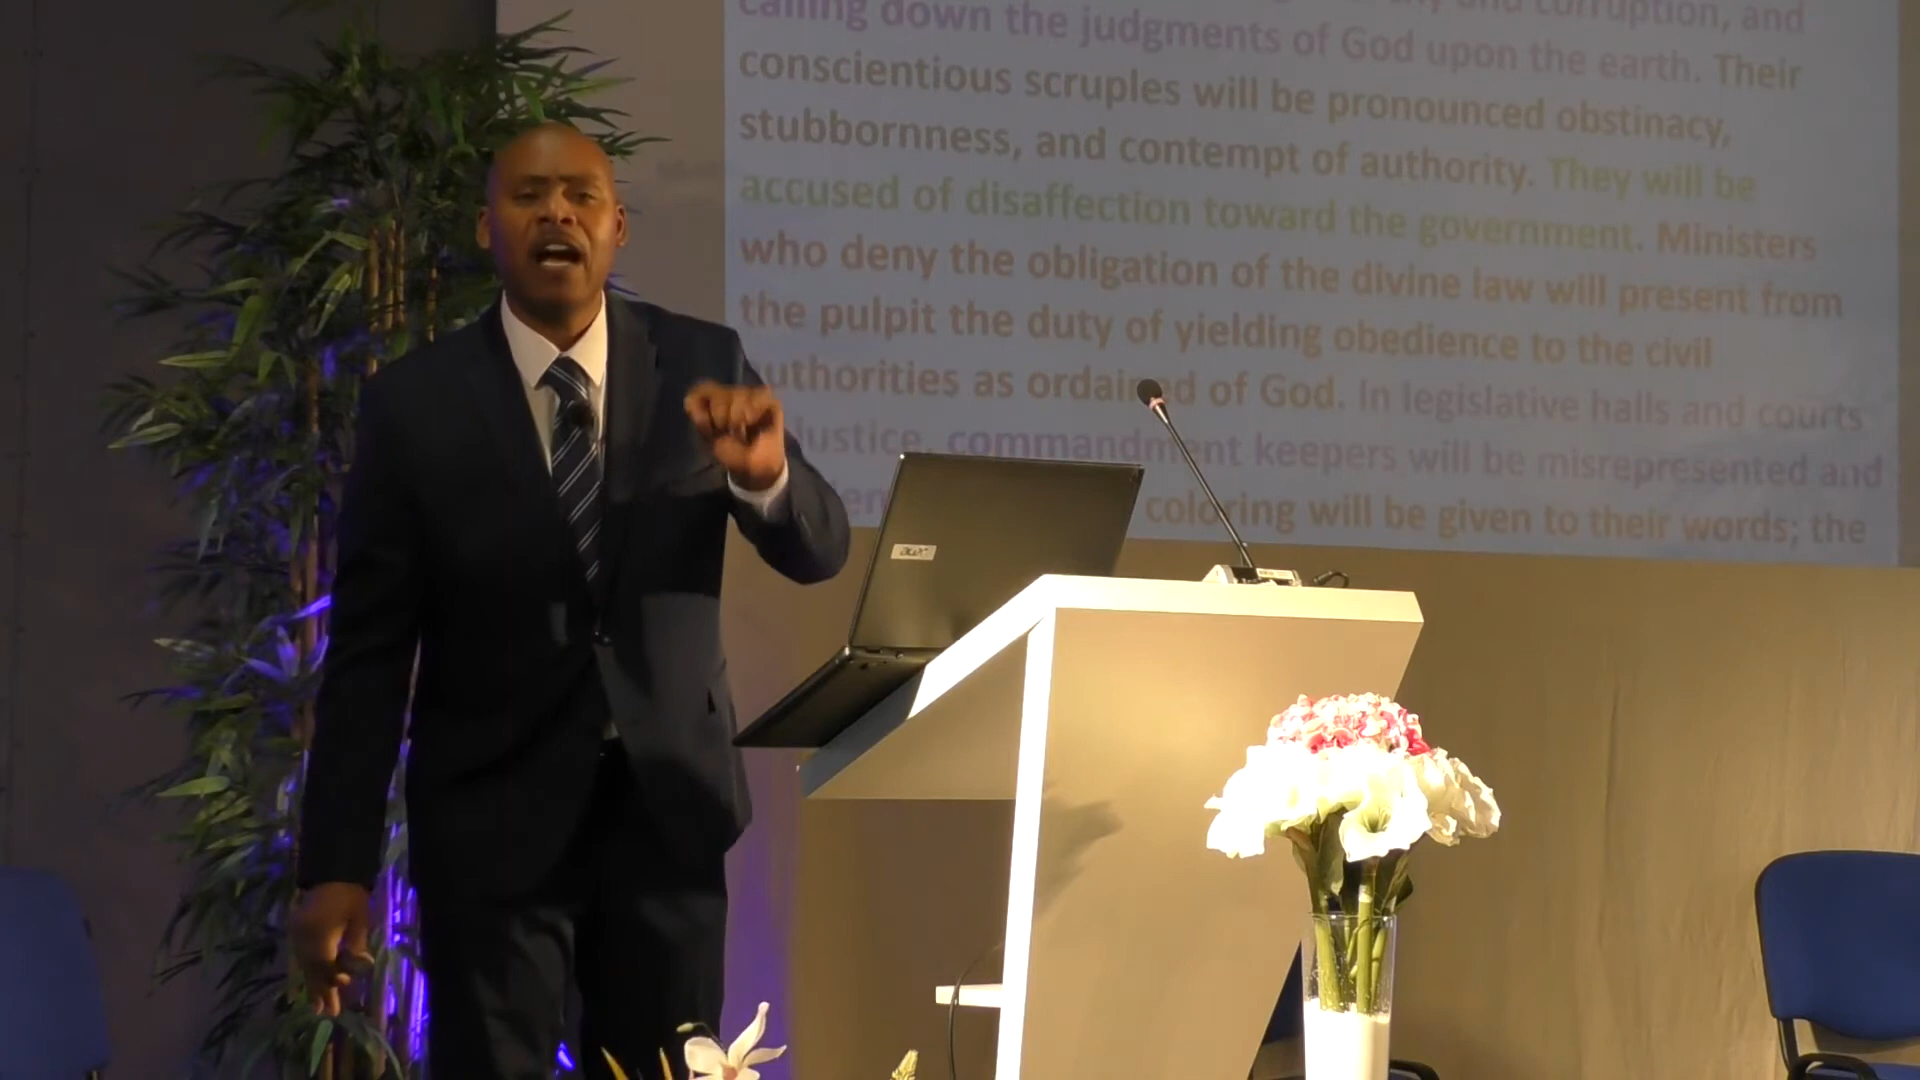 and corruption, and
calling down the judgments of God upon the earth. Their
conscientious scruples will be pronounced obstinacy,
stubbornness, and contempt of authority. They will be
accused of disaffection toward the government. Ministers
who deny the obligation of the divine law will present from
the pulpit the duty of yielding obedience to the civil
authorities as ordained of God. In legislative halls and courts
justice, commandment keepers will be misrepresented and
coloring will be given to their words; the
acer